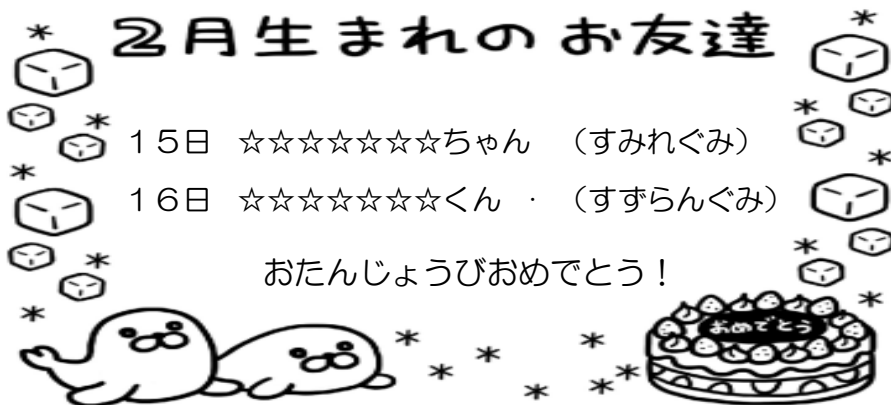 ２月生まれのお友達
１５日　☆☆☆☆☆☆☆ちゃん　（すみれぐみ）
１６日　☆☆☆☆☆☆☆くん　・　（すずらんぐみ）
おたんじょうびおめでとう！
おめでとう